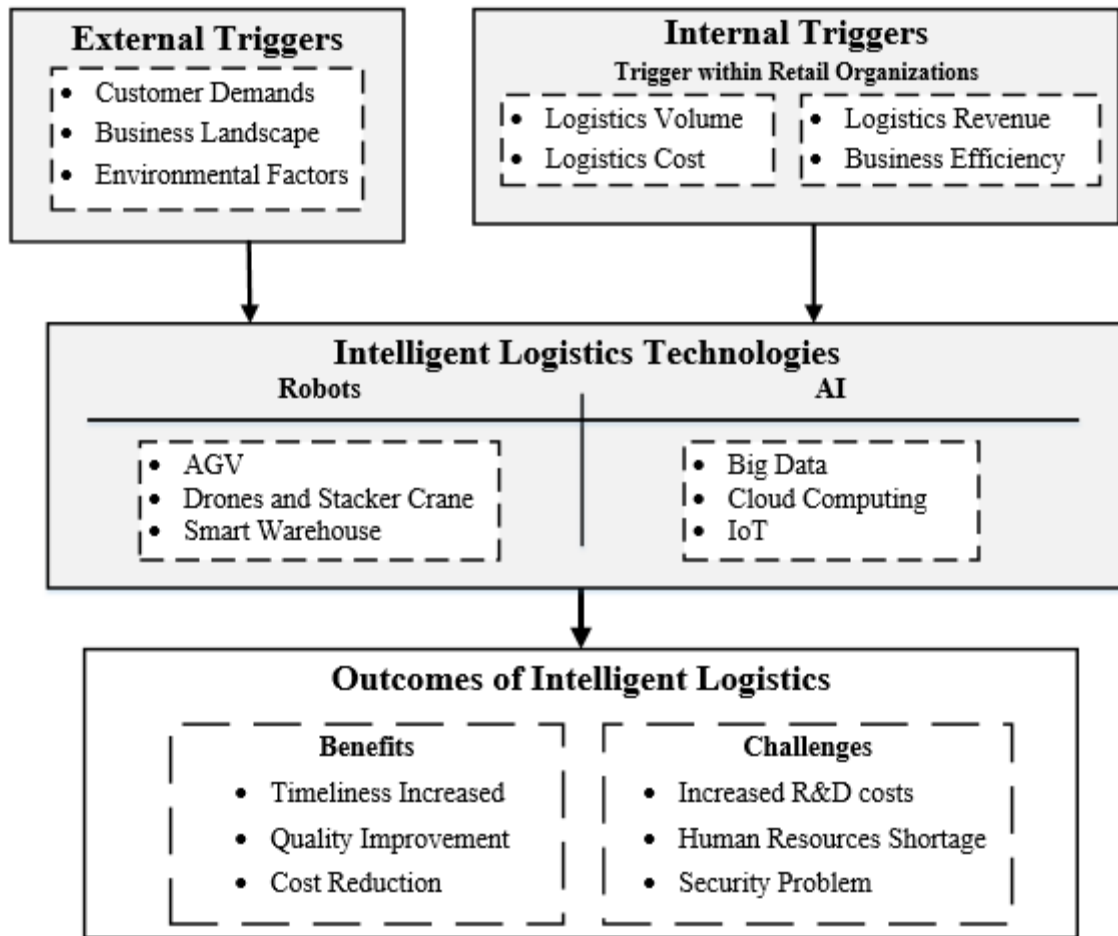 External Triggers
• Customer Demands
• Business Landscape
• Environmental Factors
Internal Triggers
Trigger within Retail Organizations
• Logistics Volume
• Logistics Cost
• Logistics Revenue
• Business Efficiency
Intelligent Logistics Technologies
Robots
• AGV
• Drones and Stacker Crane
• Smart Warehouse
AI
• Big Data
• Cloud Computing
• IoT
Outcomes of Intelligent Logistics
Benefits
• Timeliness Increased
• Quality Improvement
• Cost Reduction
Challenges
• Increased R&D costs
• Human Resources Shortage
• Security Problem